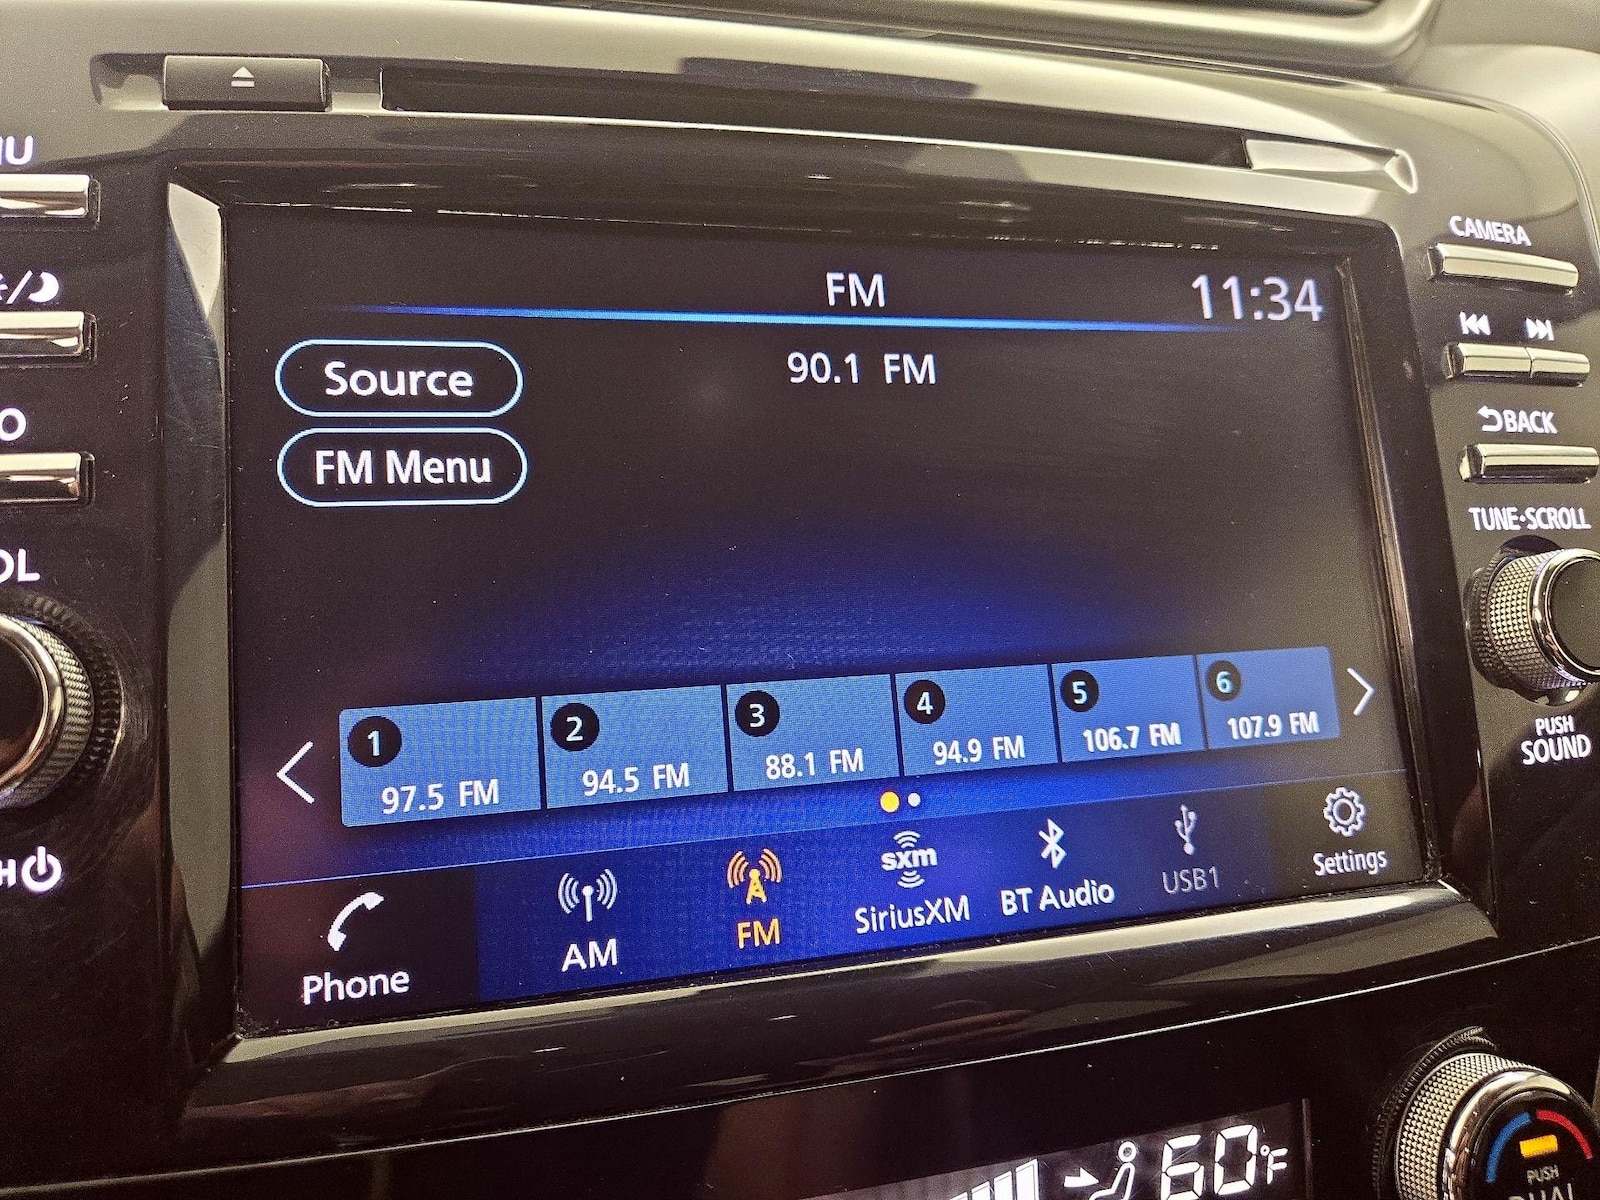 FM
11:34
Source
90.1 FM
FM Menu
1
97.5 FM
2
94.5 FM
3
88.1 FM
4
94.9 FM
5
106.7 FM
6
107.9 FM
Phone
AM
FM
sxm
SiriusXM
BT Audio
USB1
Settings
CAMERA
BACK
TUNE·SCROLL
PUSH
SOUND
60°F
PUSH